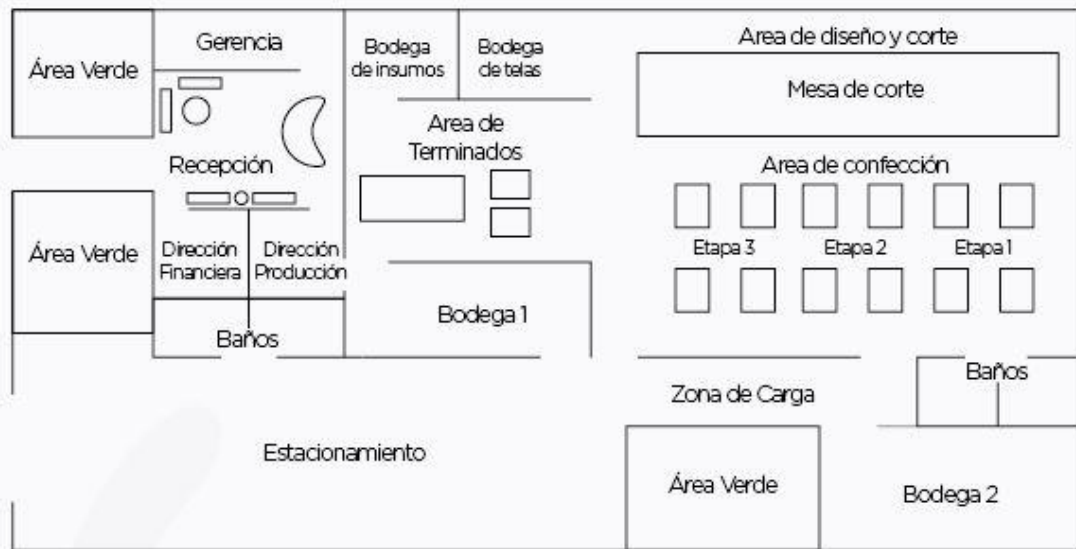 Área Verde
Gerencia
Bodega
de insumos
Bodega
de telas
Area de diseño y corte
Mesa de corte
Area de
Terminados
Recepción
Area de confección
Área Verde
Dirección
Financiera
Dirección
Producción
Etapa 3
Etapa 2
Etapa 1
Bodega 1
Baños
Zona de Carga
Baños
Estacionamiento
Área Verde
Bodega 2